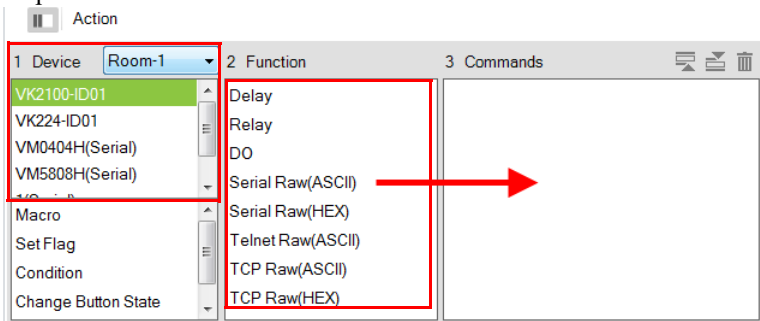 Action
1 Device Room-1 2 Function 3 Commands
VK2100-ID01
VK224-ID01
VM0404H(Serial)
VM5808H(Serial)
Macro
Set Flag
Condition
Change Button State
Delay
Relay
DO
Serial Raw(ASCII)
Serial Raw(HEX)
Telnet Raw(ASCII)
TCP Raw(ASCII)
TCP Raw(HEX)